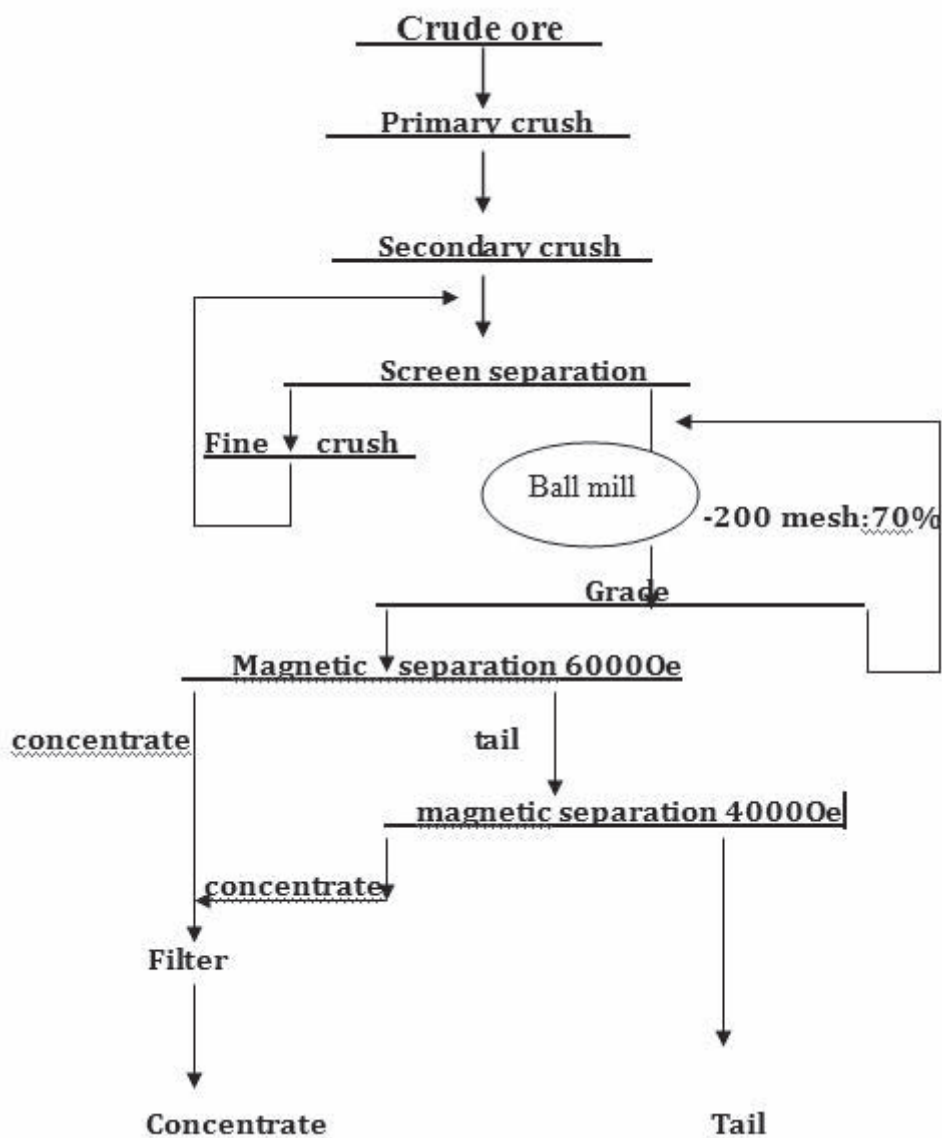 Crude ore
Primary crush
Secondary crush
Screen separation
Fine crush
Ball mill
-200 mesh:70%
Grade
Magnetic separation 6000Oe
concentrate
tail
magnetic separation 4000Oe
concentrate
Filter
Concentrate
Tail